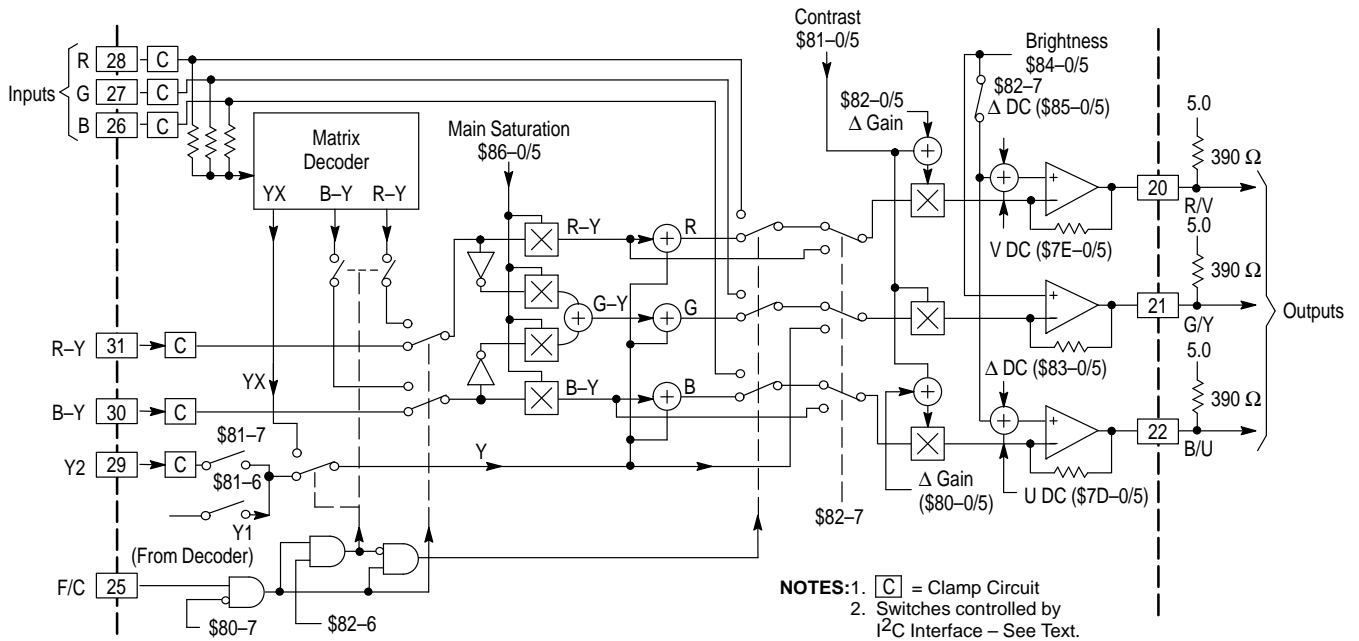 Contrast
$81–0/5
Brightness
$84–0/5
$82–7
Δ DC ($85–0/5)
Inputs
R 28 C
G 27 C
B 26 C
$82–0/5
Δ Gain
5.0
390 Ω
Matrix
Decoder
YX B–Y R–Y
Main Saturation
$86–0/5
20
R/V
V DC ($7E–0/5)
R–Y
R
5.0
390 Ω
G–Y
G
21
G/Y
Outputs
R–Y 31 C
YX
Δ DC ($83–0/5)
5.0
390 Ω
B–Y
B
B–Y 30 C
22
B/U
$81–7
Y2 29 C
$81–6
Y
Δ Gain
($80–0/5)
U DC ($7D–0/5)
Y1
(From Decoder)
$82–7
F/C 25
$80–7
$82–6
NOTES: 1. C = Clamp Circuit
2. Switches controlled by
I2C Interface – See Text.